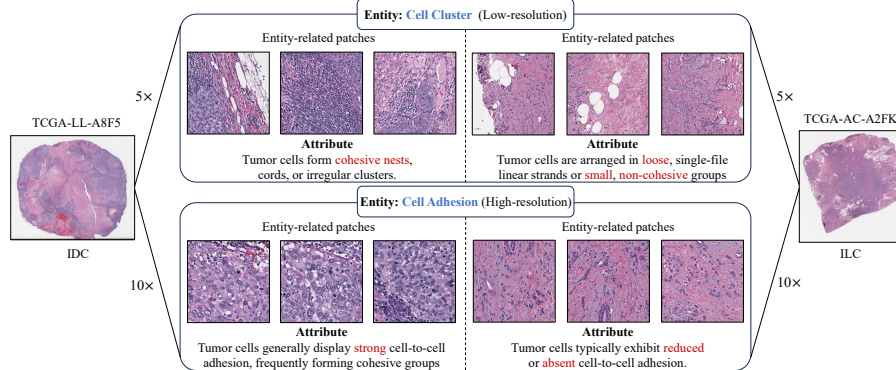 Entity: Cell Cluster (Low-resolution)
Entity-related patches
Entity-related patches
5×
5×
TCGA-LL-A8F5
TCGA-AC-A2FK
Attribute
Attribute
Tumor cells form cohesive nests,
cords, or irregular clusters.
Tumor cells are arranged in loose, single-file
linear strands or small, non-cohesive groups
Entity: Cell Adhesion (High-resolution)
Entity-related patches
Entity-related patches
IDC
ILC
10×
10×
Attribute
Attribute
Tumor cells generally display strong cell-to-cell
adhesion, frequently forming cohesive groups
Tumor cells typically exhibit reduced
or absent cell-to-cell adhesion.